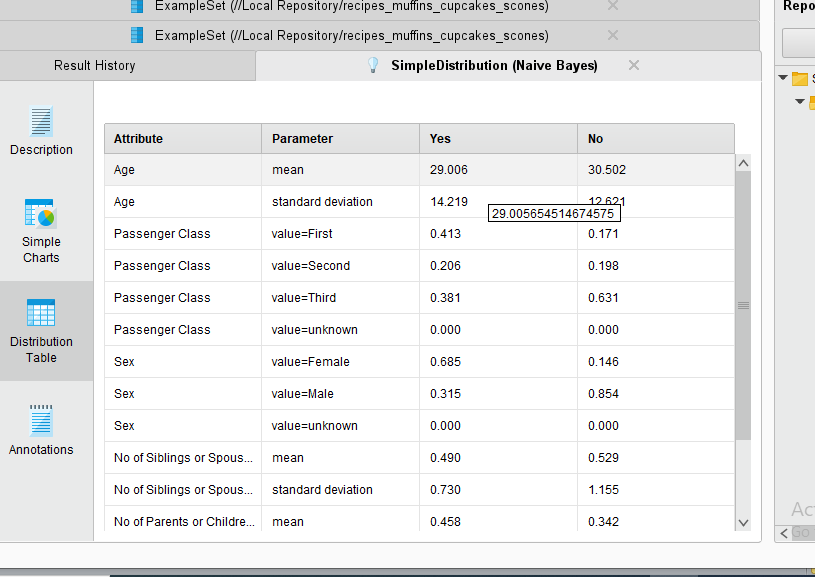 ExampleSet (//Local Repository/recipes_muffins_cupcakes_scones)
Repo
ExampleSet (//Local Repository/recipes_muffins_cupcakes_scones)
Result History
SimpleDistribution (Naive Bayes)
Description
Simple
Charts
Distribution
Table
Annotations
Attribute Parameter Yes No
Age mean 29.006 30.502
Age standard deviation 14.219 12.621
29.005654514674575
Passenger Class value=First 0.413 0.171
Passenger Class value=Second 0.206 0.198
Passenger Class value=Third 0.381 0.631
Passenger Class value=unknown 0.000 0.000
Sex value=Female 0.685 0.146
Sex value=Male 0.315 0.854
Sex value=unknown 0.000 0.000
No of Siblings or Spous... mean 0.490 0.529
No of Siblings or Spous... standard deviation 0.730 1.155
No of Parents or Childre... mean 0.458 0.342
Act
Go